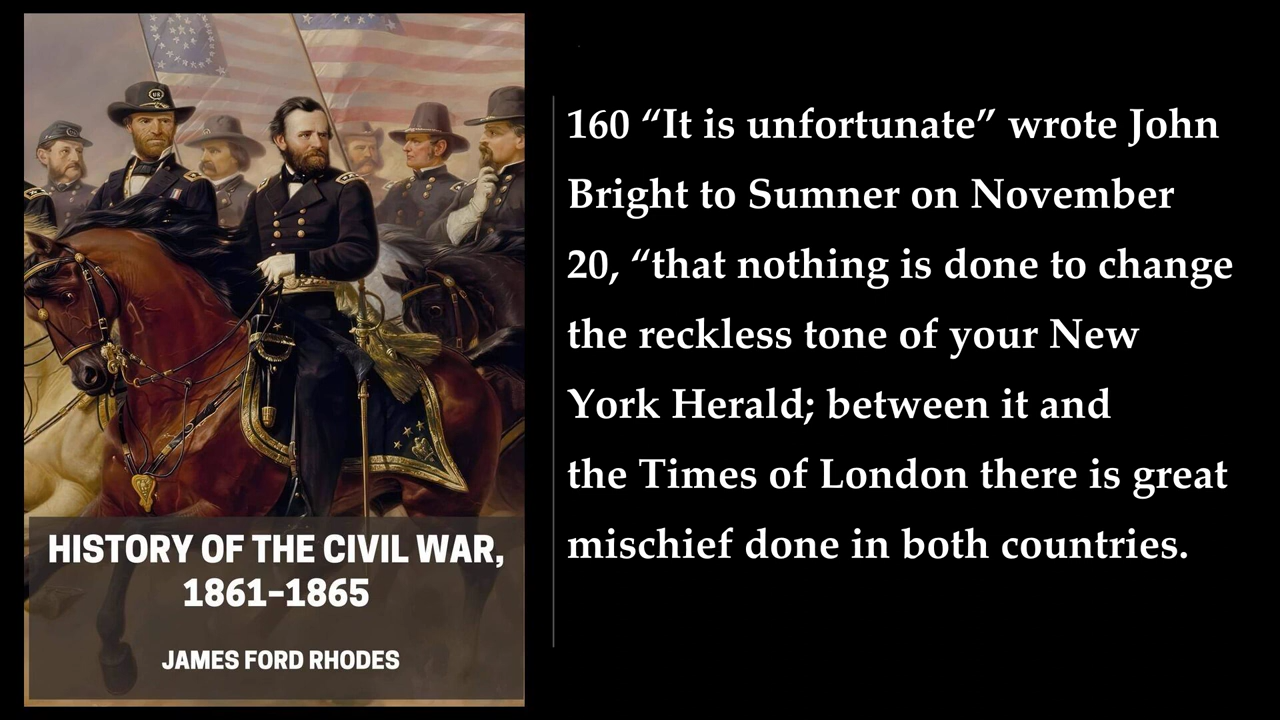 HISTORY OF THE CIVIL WAR,
1861–1865
JAMES FORD RHODES
160 “It is unfortunate” wrote John
Bright to Sumner on November
20, “that nothing is done to change
the reckless tone of your New
York Herald; between it and
the Times of London there is great
mischief done in both countries.